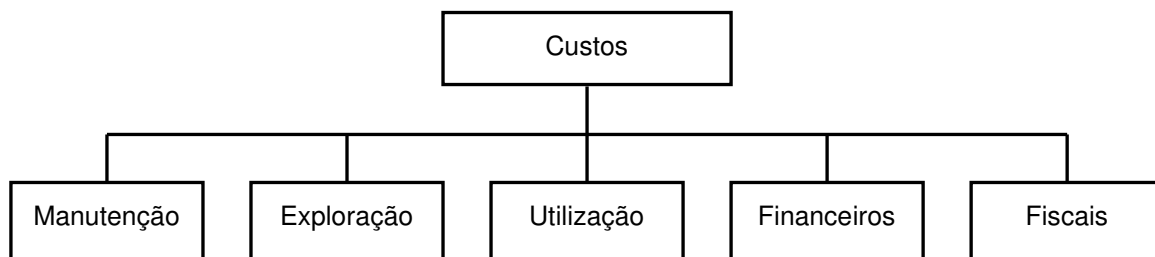 Custos
Manutenção
Exploração
Utilização
Financeiros
Fiscais